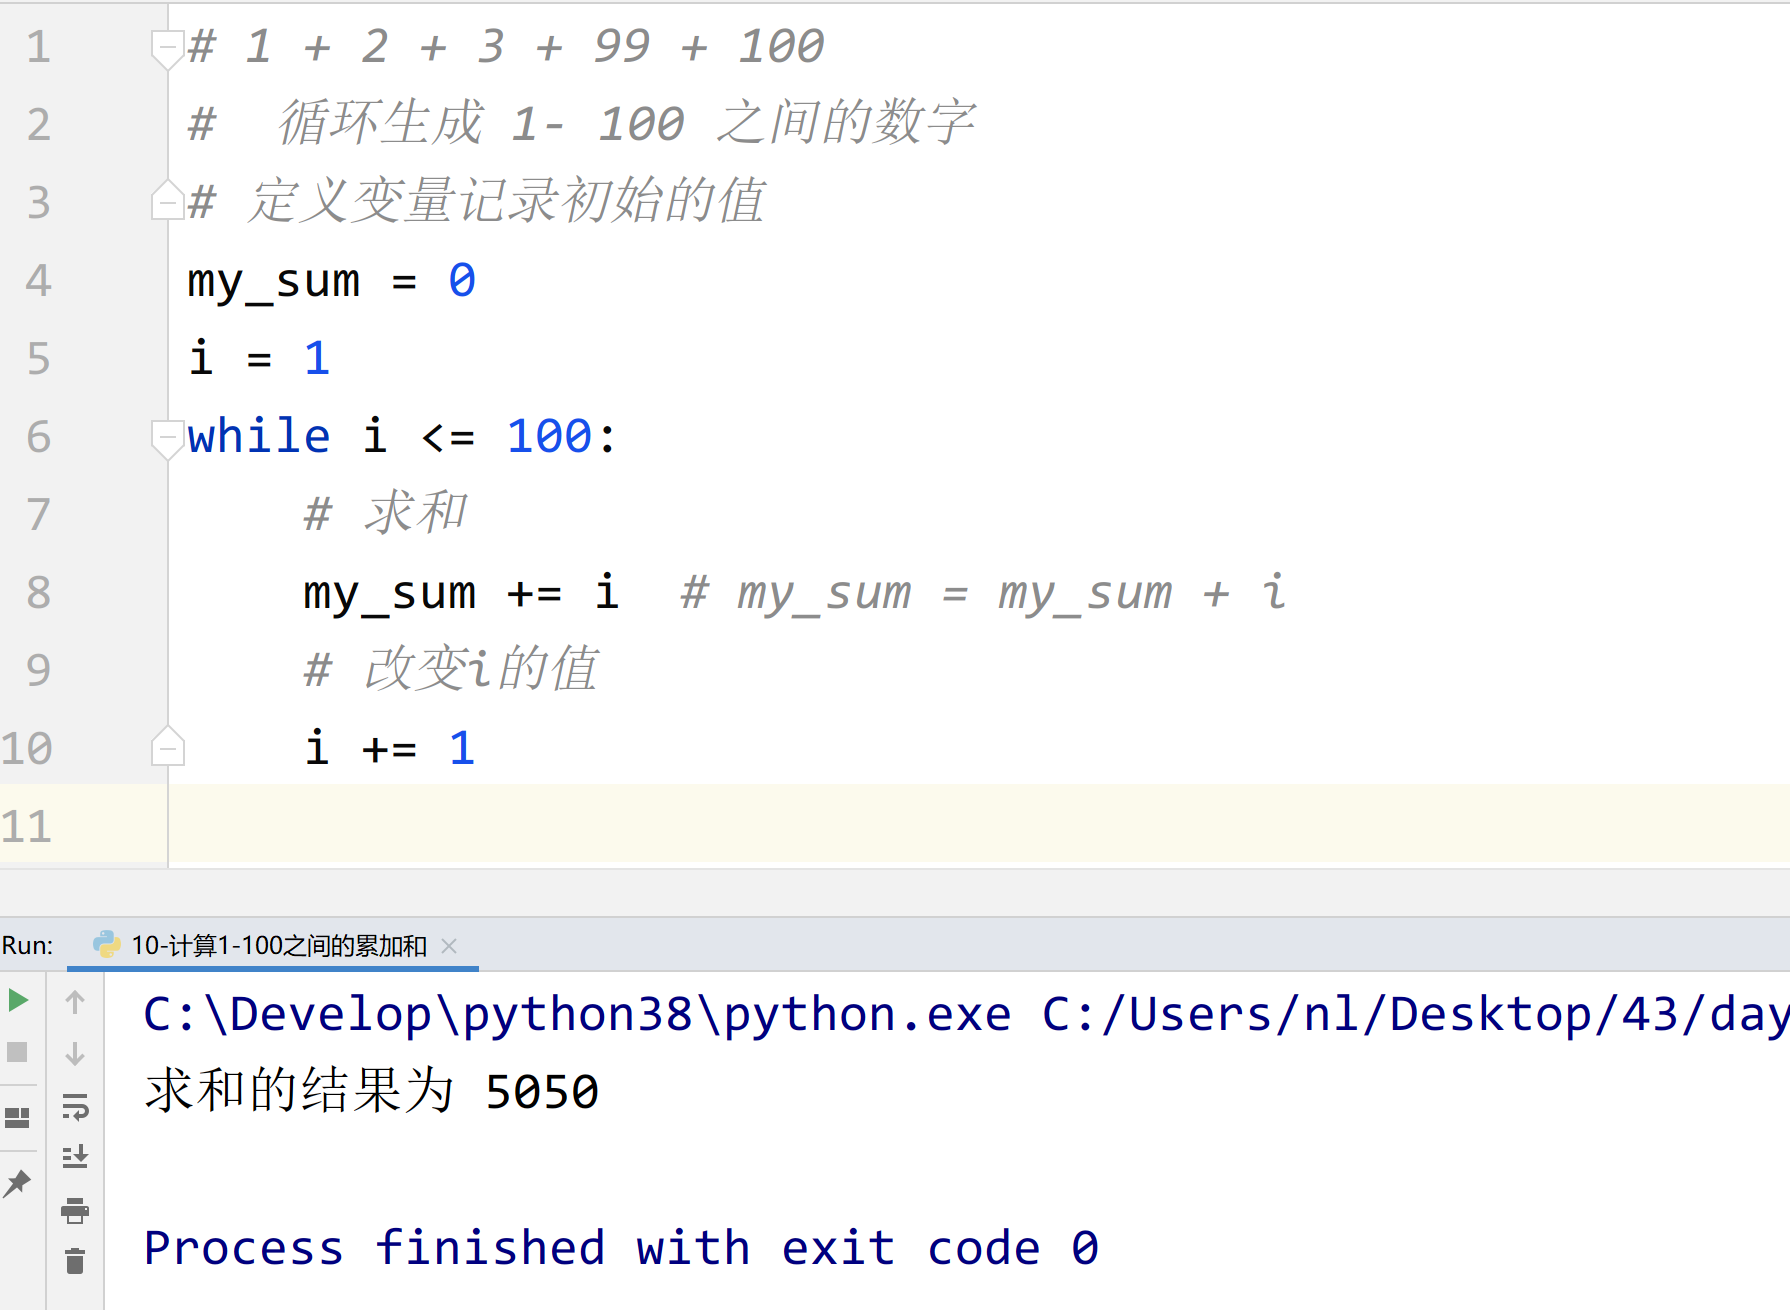 1 # 1 + 2 + 3 + 99 + 100
2 #  循环生成 1- 100 之间的数字
3 # 定义变量记录初始的值
4 my_sum = 0
5 i = 1
6 while i <= 100:
7     # 求和
8     my_sum += i  # my_sum = my_sum + i
9     # 改变i的值
10     i += 1
11
Run: 10-计算1-100之间的累加和
C:\Develop\python38\python.exe C:/Users/nl/Desktop/43/day
求和的结果为 5050
Process finished with exit code 0